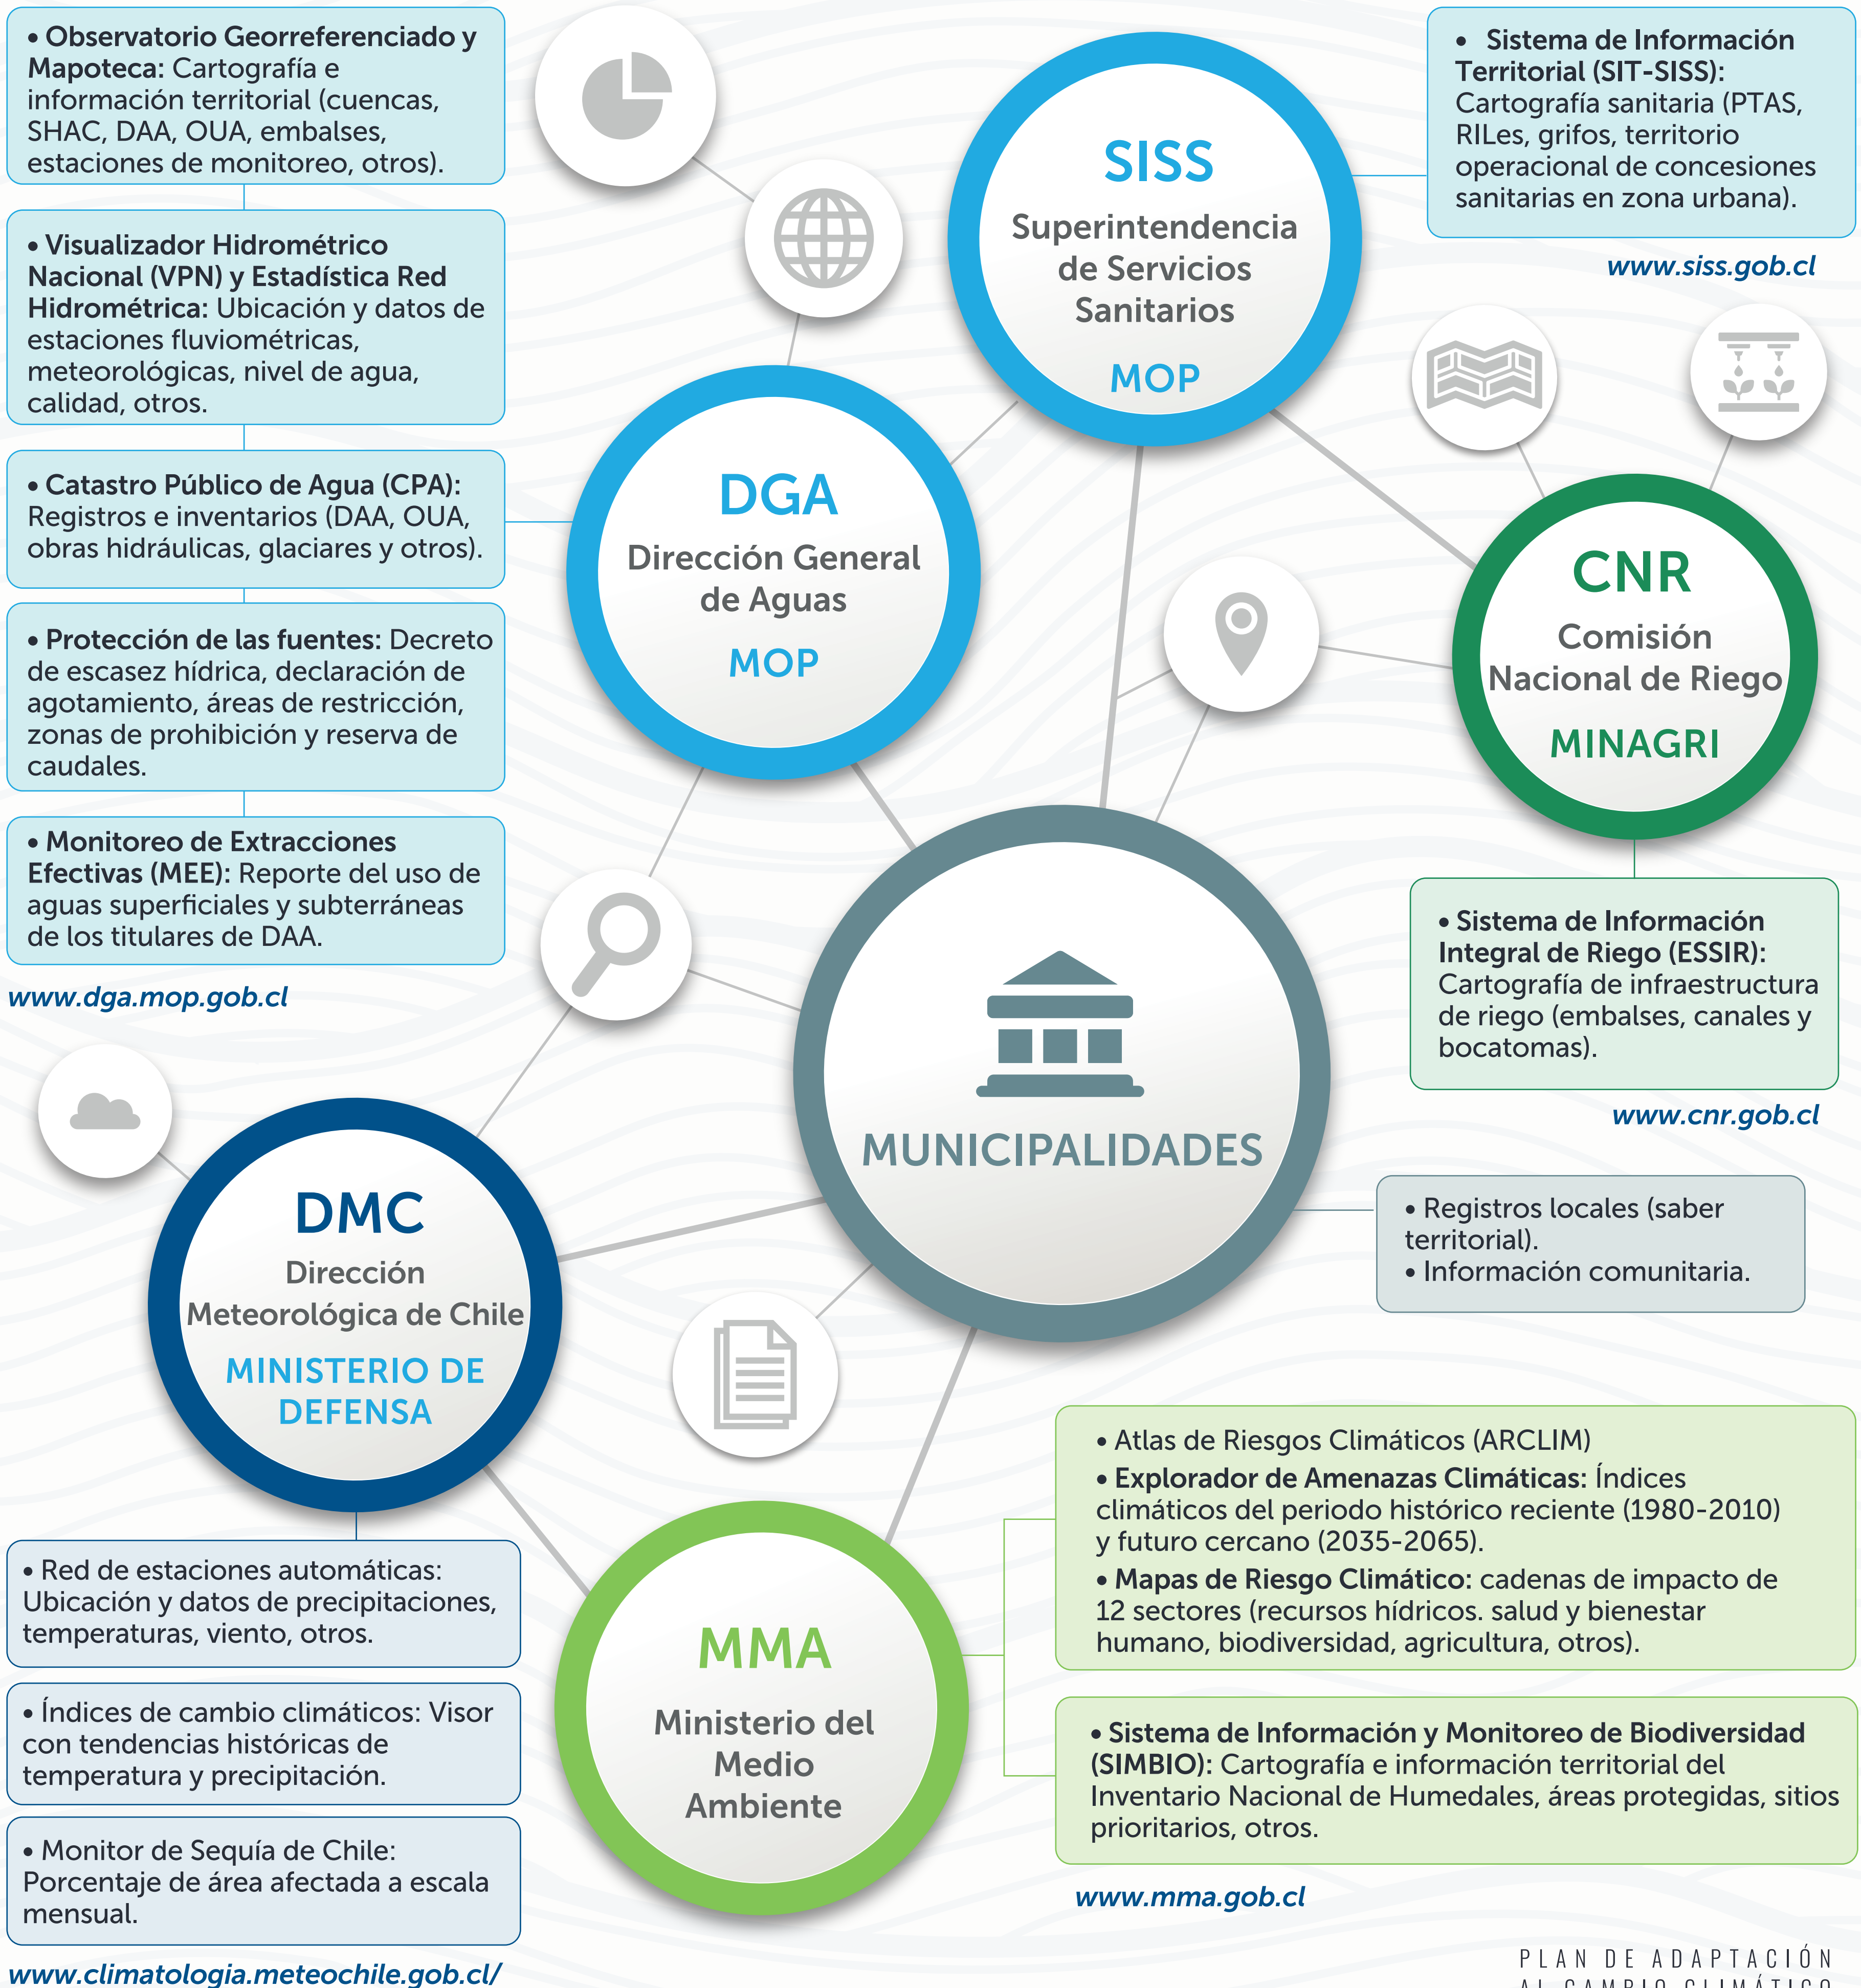 • Observatorio Georreferenciado y
Mapoteca: Cartografía e
información territorial (cuencas,
SHAC, DAA, OUA, embalses,
estaciones de monitoreo, otros).
• Visualizador Hidrométrico
Nacional (VPN) y Estadística Red
Hidrométrica: Ubicación y datos de
estaciones fluviométricas,
meteorológicas, nivel de agua,
calidad, otros.
• Catastro Público de Agua (CPA):
Registros e inventarios (DAA, OUA,
obras hidráulicas, glaciares y otros).
• Protección de las fuentes: Decreto
de escasez hídrica, declaración de
agotamiento, áreas de restricción,
zonas de prohibición y reserva de
caudales.
• Monitoreo de Extracciones
Efectivas (MEE): Reporte del uso de
aguas superficiales y subterráneas
de los titulares de DAA.
www.dga.mop.gob.cl
SISS
Superintendencia
de Servicios
Sanitarios
MOP
• Sistema de Información
Territorial (SIT-SISS):
Cartografía sanitaria (PTAS,
RILes, grifos, territorio
operacional de concesiones
sanitarias en zona urbana).
www.siss.gob.cl
DGA
Dirección General
de Aguas
MOP
CNR
Comisión
Nacional de Riego
MINAGRI
• Sistema de Información
Integral de Riego (ESSIR):
Cartografía de infraestructura
de riego (embalses, canales y
bocatomas).
www.cnr.gob.cl
MUNICIPALIDADES
• Registros locales (saber
territorial).
• Información comunitaria.
DMC
Dirección
Meteorológica de Chile
MINISTERIO DE
DEFENSA
• Red de estaciones automáticas:
Ubicación y datos de precipitaciones,
temperaturas, viento, otros.
• Índices de cambio climáticos: Visor
con tendencias históricas de
temperatura y precipitación.
• Monitor de Sequía de Chile:
Porcentaje de área afectada a escala
mensual.
www.climatologia.meteochile.gob.cl/
MMA
Ministerio del
Medio
Ambiente
• Atlas de Riesgos Climáticos (ARCLIM)
• Explorador de Amenazas Climáticas: Índices
climáticos del periodo histórico reciente (1980-2010)
y futuro cercano (2035-2065).
• Mapas de Riesgo Climático: cadenas de impacto de
12 sectores (recursos hídricos. salud y bienestar
humano, biodiversidad, agricultura, otros).
• Sistema de Información y Monitoreo de Biodiversidad
(SIMBIO): Cartografía e información territorial del
Inventario Nacional de Humedales, áreas protegidas, sitios
prioritarios, otros.
www.mma.gob.cl
PLAN DE ADAPTACIÓN
AL CAMBIO CLIMÁTICO